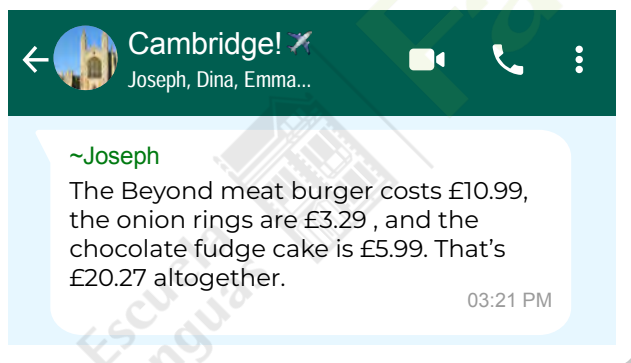 Cambridge!✈️
Joseph, Dina, Emma...
~Joseph
The Beyond meat burger costs £10.99,
the onion rings are £3.29 , and the
chocolate fudge cake is £5.99. That's
£20.27 altogether.
03:21 PM
Escuela